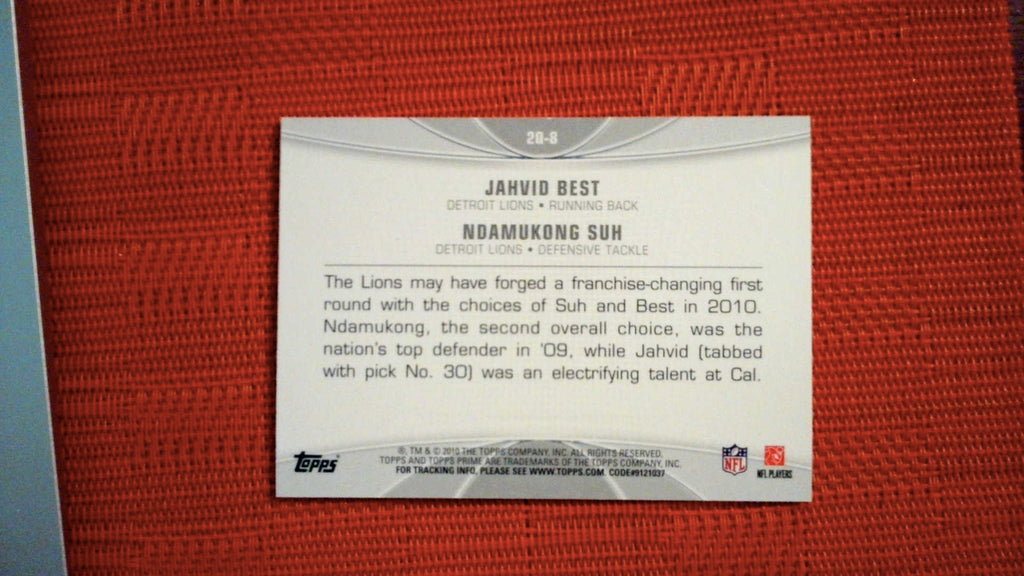 2Q-8
JAHVID BEST
DETROIT LIONS • RUNNING BACK
NDAMUKONG SUH
DETROIT LIONS • DEFENSIVE TACKLE
The Lions may have forged a franchise-changing first
round with the choices of Suh and Best in 2010.
Ndamukong, the second overall choice, was the
nation's top defender in '09, while Jahvid (tabbed
with pick No. 30) was an electrifying talent at Cal.
®, TM & © 2010 THE TOPPS COMPANY, INC. ALL RIGHTS RESERVED.
TOPPS AND TOPPS PRIME ARE TRADEMARKS OF THE TOPPS COMPANY, INC.
FOR TRACKING INFO, PLEASE SEE WWW.TOPPS.COM. CODE#9121037
Topps
NFL
NFL PLAYERS